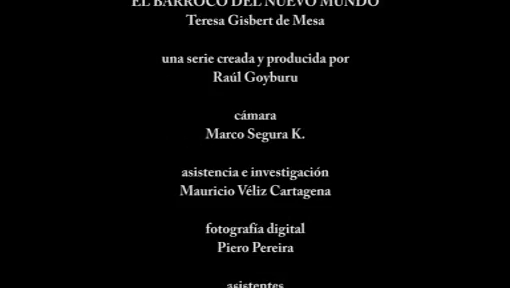 EL BARROCO DEL NUEVO MUNDO
Teresa Gisbert de Mesa
una serie creada y producida por
Raúl Goyburu
cámara
Marco Segura K.
asistencia e investigación
Mauricio Véliz Cartagena
fotografía digital
Piero Pereira
asistentes